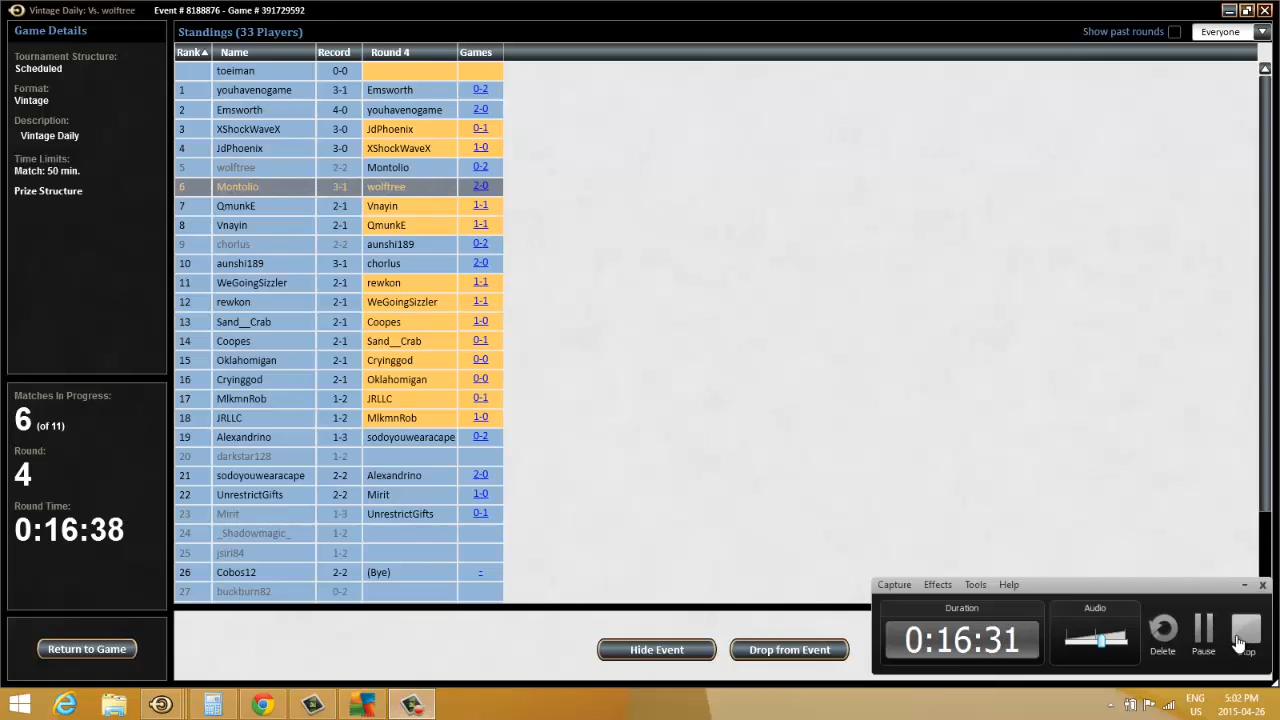 Vintage Daily: Vs. wolftree Event # 8188876 - Game # 391729592
Game Details
Tournament Structure:
Scheduled
Format:
Vintage
Description:
Vintage Daily
Time Limits:
Match: 50 min.
Prize Structure
Matches In Progress:
6 (of 11)
Round:
4
Round Time:
0:16:38
Return to Game
Standings (33 Players) Show past rounds Everyone
Rank Name Record Round 4 Games
toeiman 0-0
1 youhavenogame 3-1 Emsworth 0-2
2 Emsworth 4-0 youhavenogame 2-0
3 XShockWaveX 3-0 JdPhoenix 0-1
4 JdPhoenix 3-0 XShockWaveX 1-0
5 wolftree 2-2 Montolio 0-2
6 Montolio 3-1 wolftree 2-0
7 QmunkE 2-1 Vnayin 1-1
8 Vnayin 2-1 QmunkE 1-1
9 chorlus 2-2 aunshi189 0-2
10 aunshi189 3-1 chorlus 2-0
11 WeGoingSizzler 2-1 rewkon 1-1
12 rewkon 2-1 WeGoingSizzler 1-1
13 Sand__Crab 2-1 Coopes 1-0
14 Coopes 2-1 Sand__Crab 0-1
15 Oklahomigan 2-1 Cryinggod 0-0
16 Cryinggod 2-1 Oklahomigan 0-0
17 MlkmnRob 1-2 JRLLC 0-1
18 JRLLC 1-2 MlkmnRob 1-0
19 Alexandrino 1-3 sodoyouwearacape 0-2
20 darkstar128 1-2
21 sodoyouwearacape 2-2 Alexandrino 2-0
22 UnrestrictGifts 2-2 Mirit 1-0
23 Mirit 1-3 UnrestrictGifts 0-1
24 _Shadowmagic_ 1-2
25 jsiri84 1-2
26 Cobos12 2-2 (Bye) -
27 buckburn82 0-2
Hide Event Drop from Event
Capture Effects Tools Help
Duration
0:16:31
Audio
Delete Pause Stop
ENG
US
5:02 PM
2015-04-26